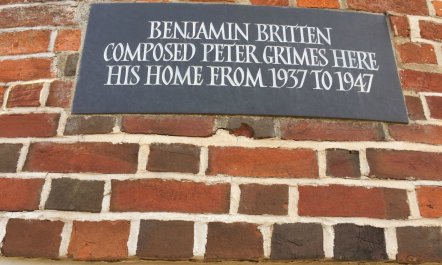 BENJAMIN BRITTEN
COMPOSED PETER GRIMES HERE
HIS HOME FROM 1937 TO 1947